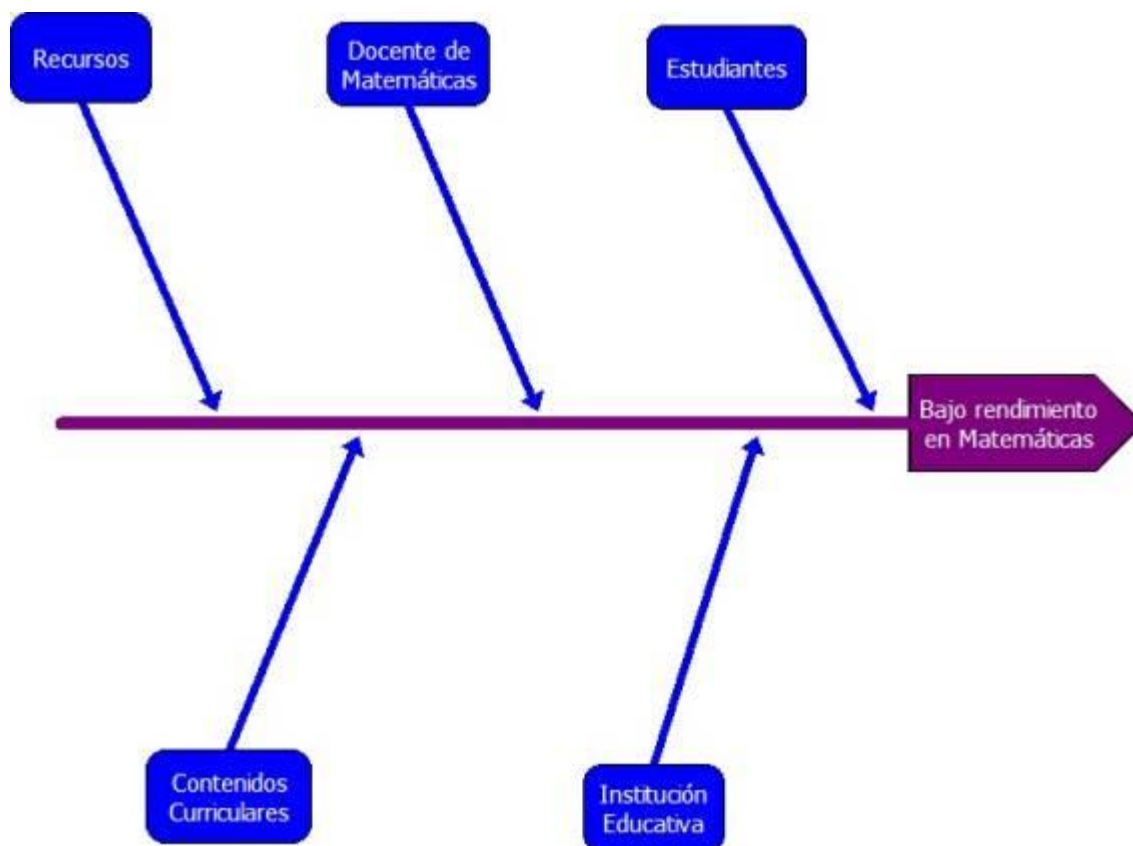 Recursos
Docente de
Matemáticas
Estudiantes
Bajo rendimiento
en Matemáticas
Contenidos
Curriculares
Institución
Educativa